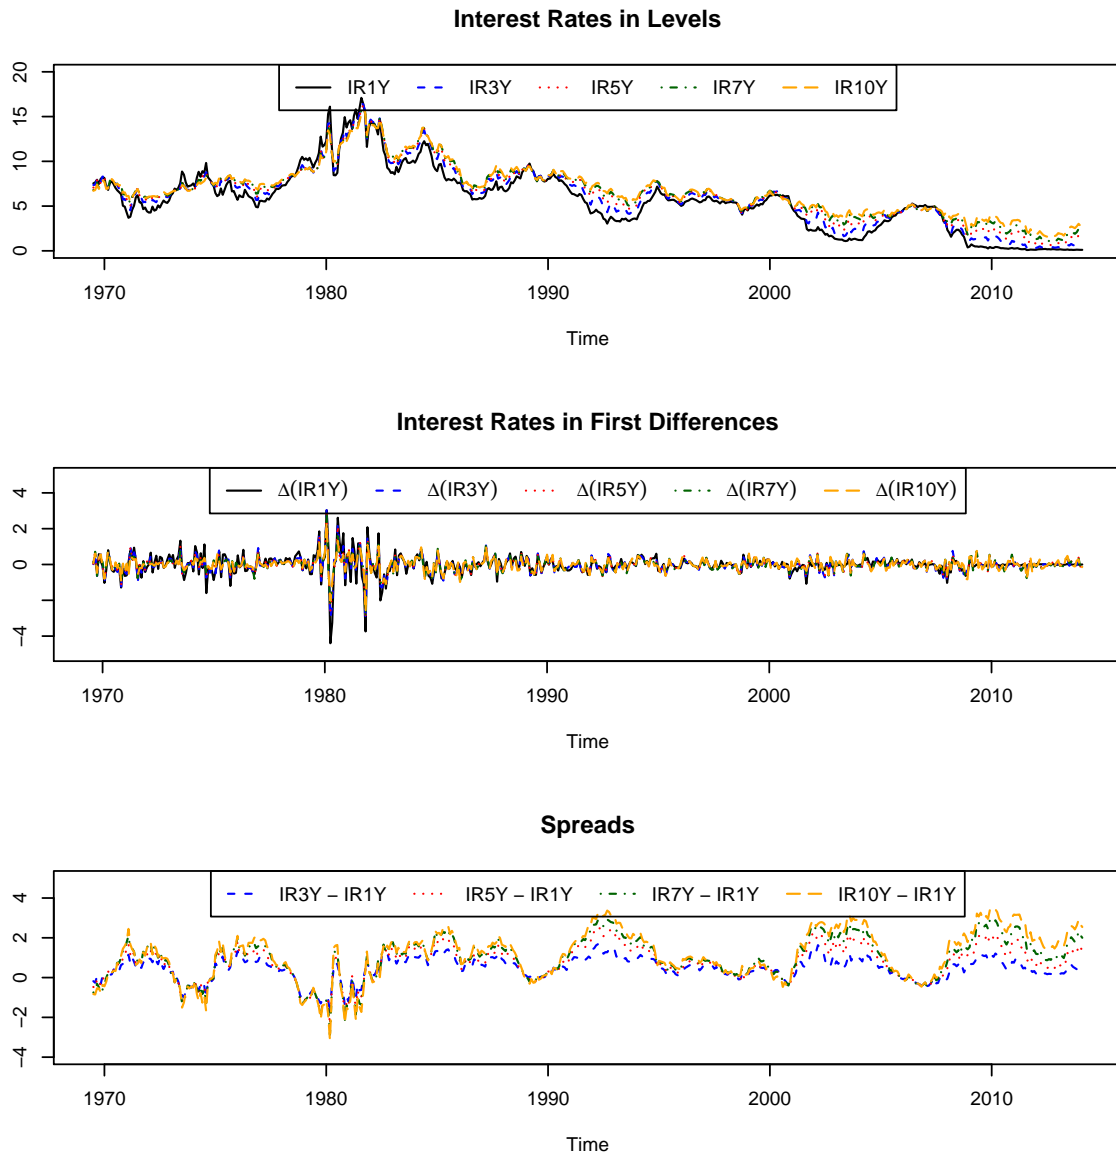 Interest Rates in Levels
20
15
10
5
0
IR1Y IR3Y IR5Y IR7Y IR10Y
1970 1980 1990 2000 2010
Time
Interest Rates in First Differences
4
2
0
−4
Δ(IR1Y) Δ(IR3Y) Δ(IR5Y) Δ(IR7Y) Δ(IR10Y)
1970 1980 1990 2000 2010
Time
Spreads
4
2
0
−2
−4
IR3Y − IR1Y IR5Y − IR1Y IR7Y − IR1Y IR10Y − IR1Y
1970 1980 1990 2000 2010
Time